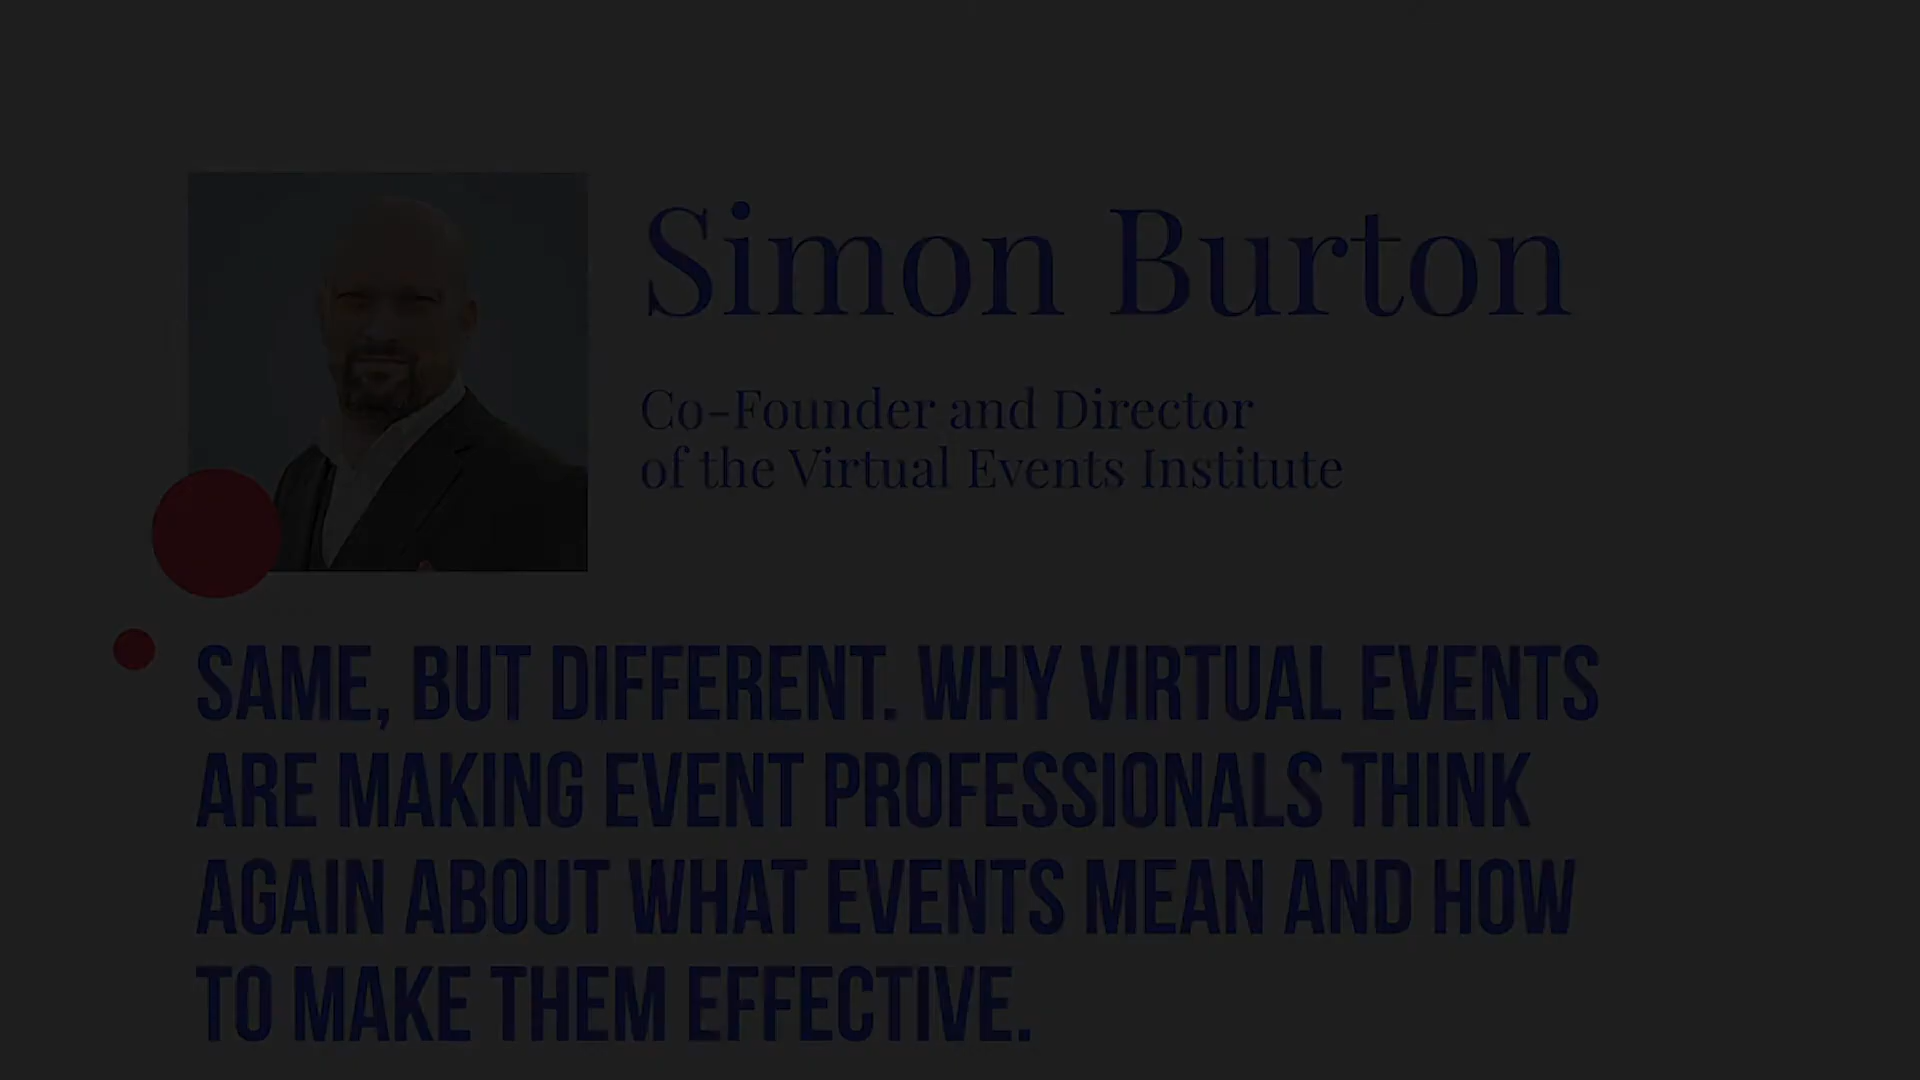 Simon Burton
Co-Founder and Director
of the Virtual Events Institute
SAME, BUT DIFFERENT. WHY VIRTUAL EVENTS
ARE MAKING EVENT PROFESSIONALS THINK
AGAIN ABOUT WHAT EVENTS MEAN AND HOW
TO MAKE THEM EFFECTIVE.